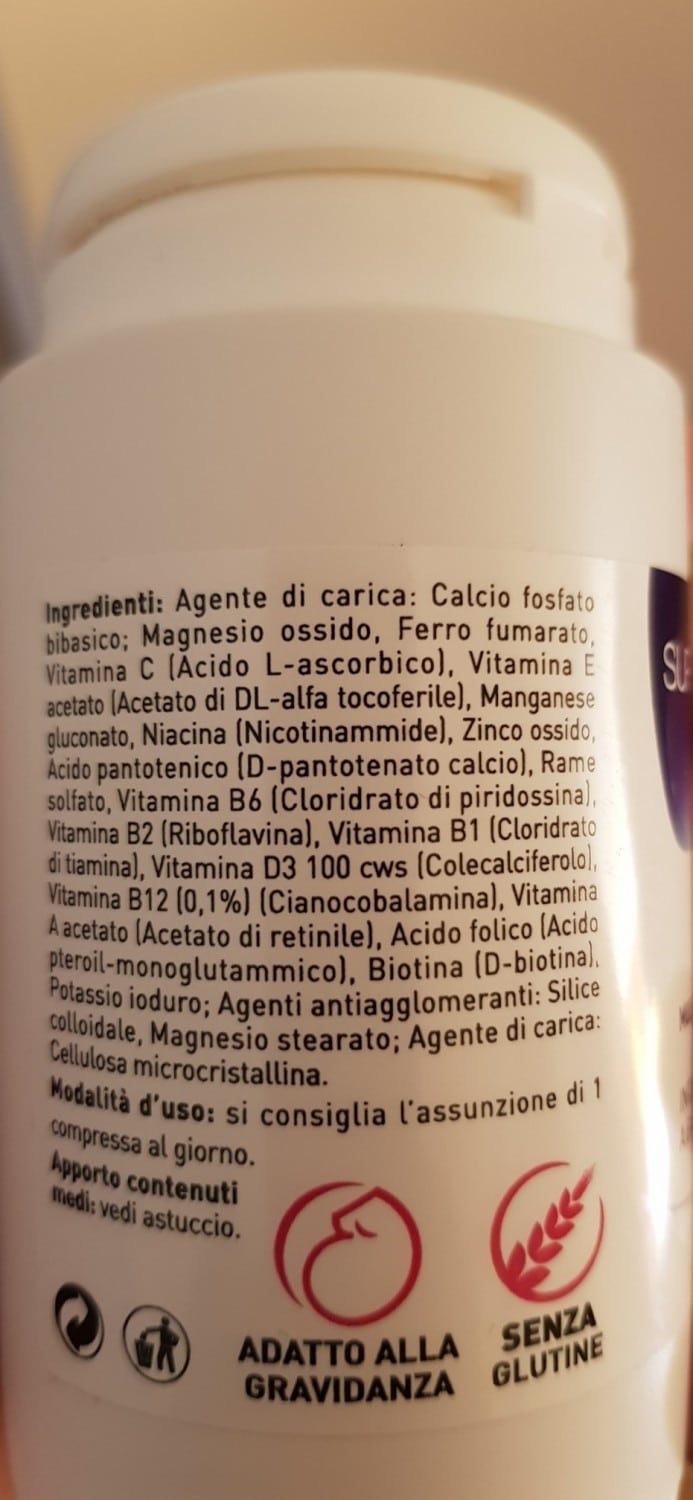 Ingredienti: Agente di carica: Calcio fosfato
bibasico; Magnesio ossido, Ferro fumarato,
Vitamina C (Acido L-ascorbico), Vitamina E
acetato (Acetato di DL-alfa tocoferile), Manganese
gluconato, Niacina (Nicotinammide), Zinco ossido,
Acido pantotenico (D-pantotenato calcio), Rame
solfato, Vitamina B6 (Cloridrato di piridossina),
Vitamina B2 (Riboflavina), Vitamina B1 (Cloridrato
di tiamina), Vitamina D3 100 cws (Colecalciferolo),
Vitamina B12 (0,1%) (Cianocobalamina), Vitamina
A acetato (Acetato di retinile), Acido folico (Acido
pteroil-monoglutammico), Biotina (D-biotina),
Potassio ioduro; Agenti antiagglomeranti: Silice
colloidale, Magnesio stearato; Agente di carica:
Cellulosa microcristallina.
Modalità d'uso: si consiglia l'assunzione di 1
compressa al giorno.
Apporto contenuti
medi: vedi astuccio.
ADATTO ALLA
GRAVIDANZA
SENZA
GLUTINE